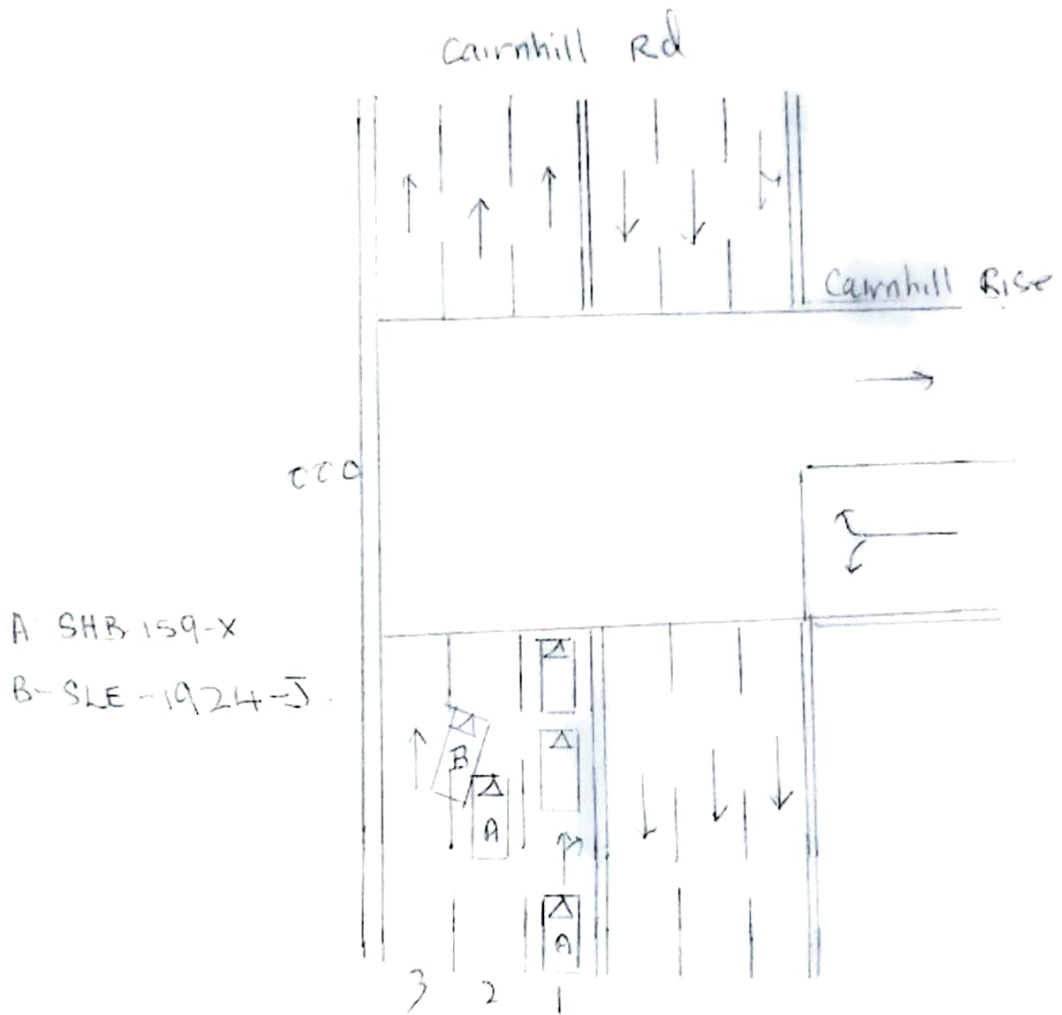 Cairnhill Rd
Cairnhill Rise
A SHB 159-X
B-SLE-1924-J.
B
A
A
3 2 1